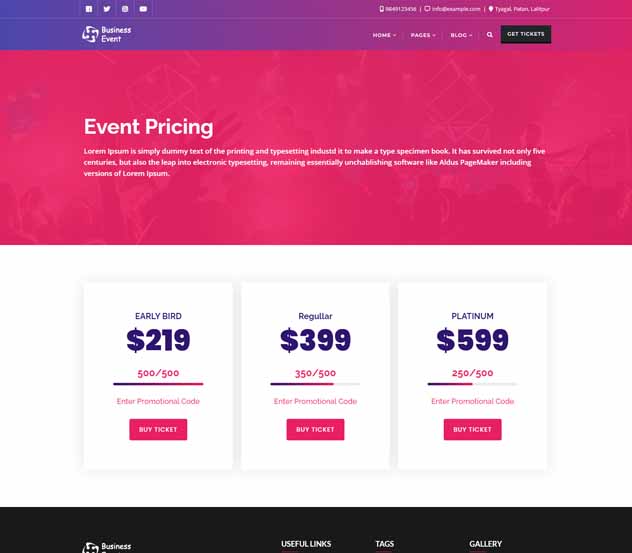 9849123456 | info@example.com | Tyagal, Patan, Lalitpur
Business
Event
HOME PAGES BLOG GET TICKETS
Event Pricing
Lorem Ipsum is simply dummy text of the printing and typesetting industd it to make a type specimen book. It has survived not only five
centuries, but also the leap into electronic typesetting, remaining essentially unchablishing software like Aldus PageMaker including
versions of Lorem Ipsum.
EARLY BIRD
$219
500/500
Enter Promotional Code
BUY TICKET
Regullar
$399
350/500
Enter Promotional Code
BUY TICKET
PLATINUM
$599
250/500
Enter Promotional Code
BUY TICKET
Business
USEFUL LINKS
TAGS
GALLERY